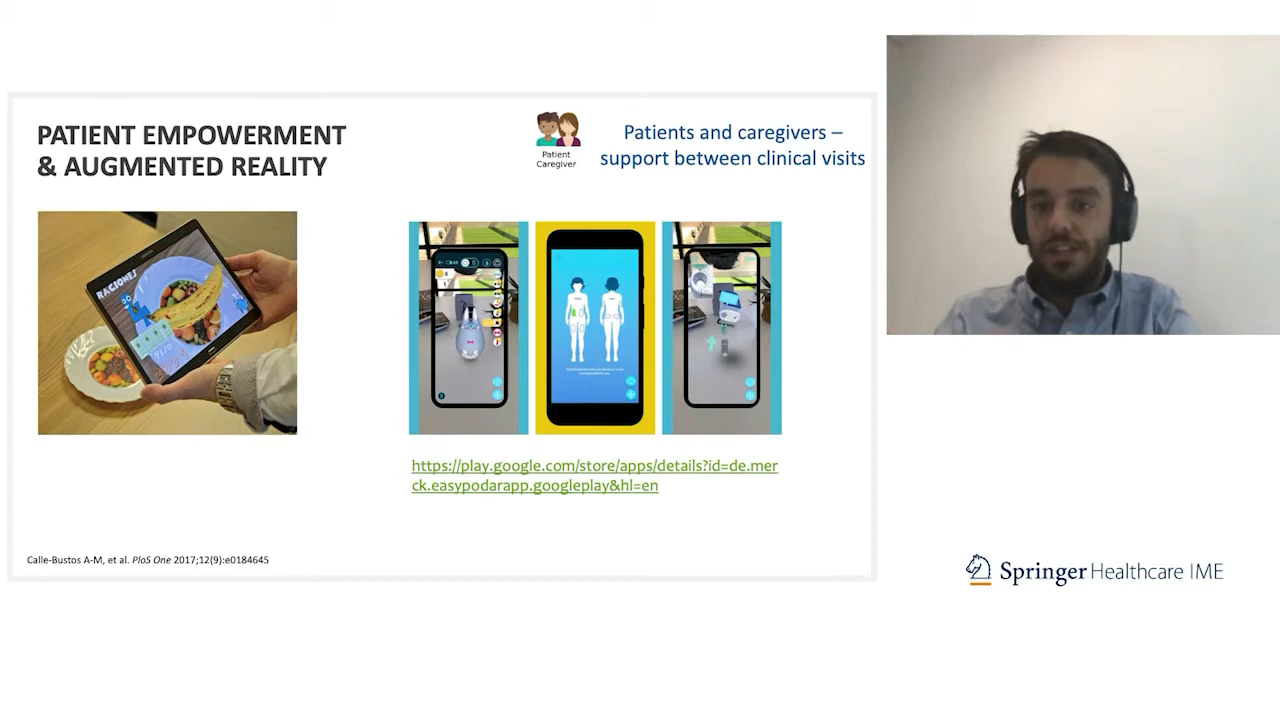 PATIENT EMPOWERMENT
& AUGMENTED REALITY
Patient
Caregiver
Patients and caregivers –
support between clinical visits
RACIONES
https://play.google.com/store/apps/details?id=de.mer
ck.easypodarapp.googleplay&hl=en
Calle-Bustos A-M, et al. PloS One 2017;12(9):e0184645
Springer Healthcare IME